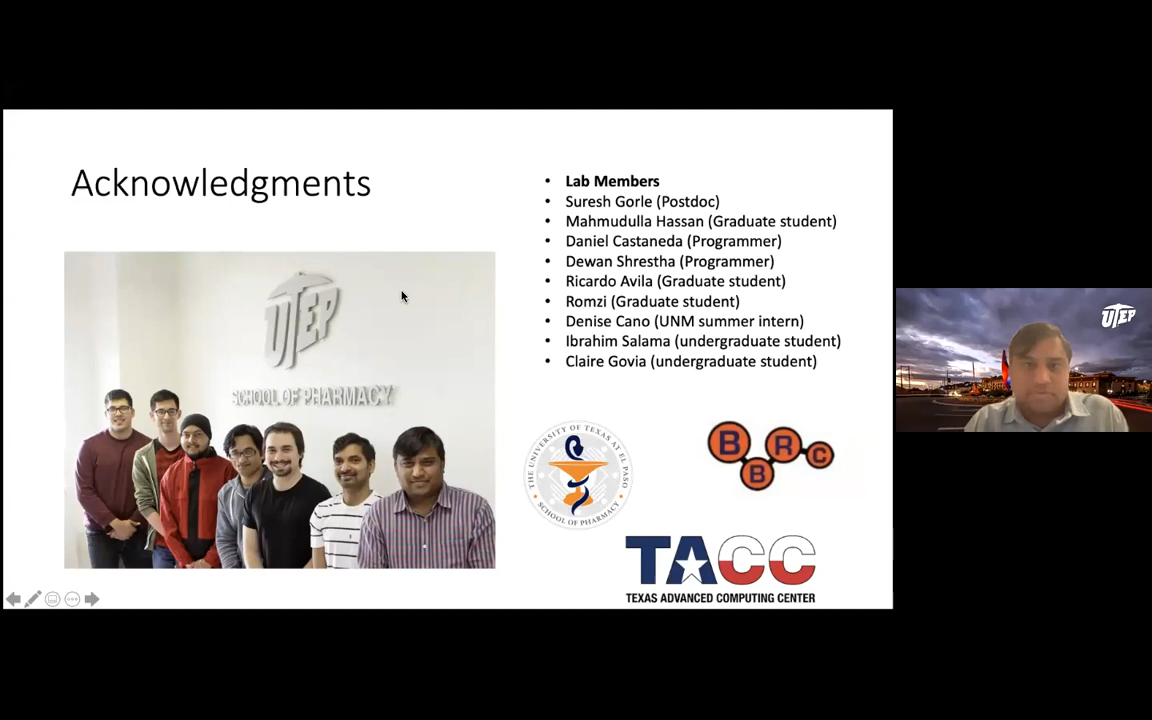 Acknowledgments
• Lab Members
• Suresh Gorle (Postdoc)
• Mahmudulla Hassan (Graduate student)
• Daniel Castaneda (Programmer)
• Dewan Shrestha (Programmer)
• Ricardo Avila (Graduate student)
• Romzi (Graduate student)
• Denise Cano (UNM summer intern)
• Ibrahim Salama (undergraduate student)
• Claire Govia (undergraduate student)
UTEP
SCHOOL OF PHARMACY
THE UNIVERSITY OF TEXAS AT EL PASO
SCHOOL OF PHARMACY
BBRC
TACC
TEXAS ADVANCED COMPUTING CENTER
UTEP